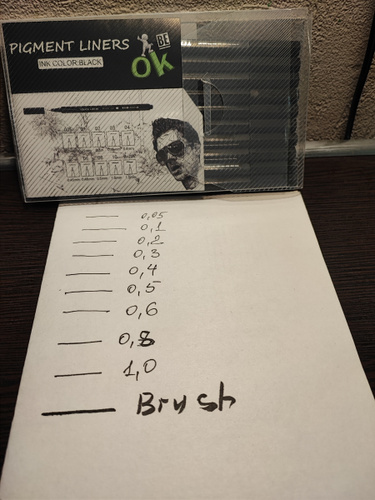 PIGMENT LINERS
INK COLOR:BLACK
BE
OK
0,05
0,1
0,2
0,3
0,4
0,5
0,6
0,8
1,0
Brush